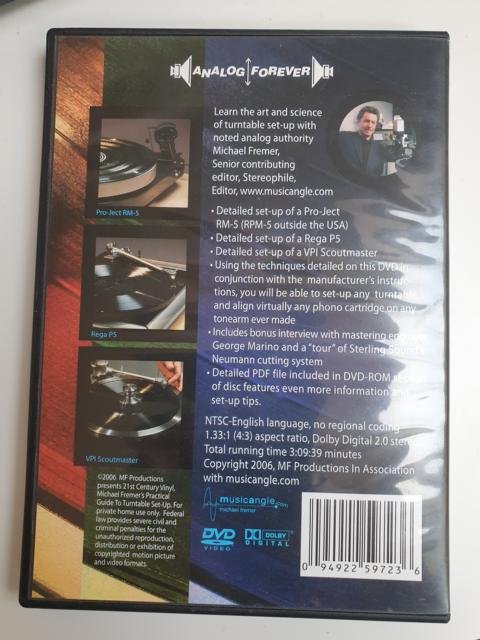 ANALOG FOREVER
Learn the art and science
of turntable set-up with
noted analog authority
Michael Fremer,
Senior contributing
editor, Stereophile,
Editor, www.musicangle.com
• Detailed set-up of a Pro-Ject
RM-5 (RPM-5 outside the USA)
• Detailed set-up of a Rega P5
• Detailed set-up of a VPI Scoutmaster
• Using the techniques detailed on this DVD in
conjunction with the manufacturer's instruc-
tions, you will be able to set-up any turntable
and align virtually any phono cartridge on any
tonearm ever made
• Includes bonus interview with mastering
George Marino and a "tour" of Sterling Sound's
Neumann cutting system
• Detailed PDF file included in DVD-ROM
of disc features even more information and
set-up tips.
NTSC-English language, no regional coding
1.33:1 (4:3) aspect ratio, Dolby Digital 2.0 stereo
Total running time 3:09:39 minutes
Copyright 2006, MF Productions In Association
with musicangle.com
Pro-Ject RM-5
Rega P5
VPI Scoutmaster
©2006 MF Productions
presents 21st Century Vinyl,
Michael Fremer's Practical
Guide To Turntable Set-Up. For
private home use only. Federal
law provides severe civil and
criminal penalties for the
unauthorized reproduction,
distribution or exhibition of
copyrighted motion picture
and video formats.
musicangle.com
michael fremer
DVD
VIDEO
DOLBY
DIGITAL
0 94922 59723 6